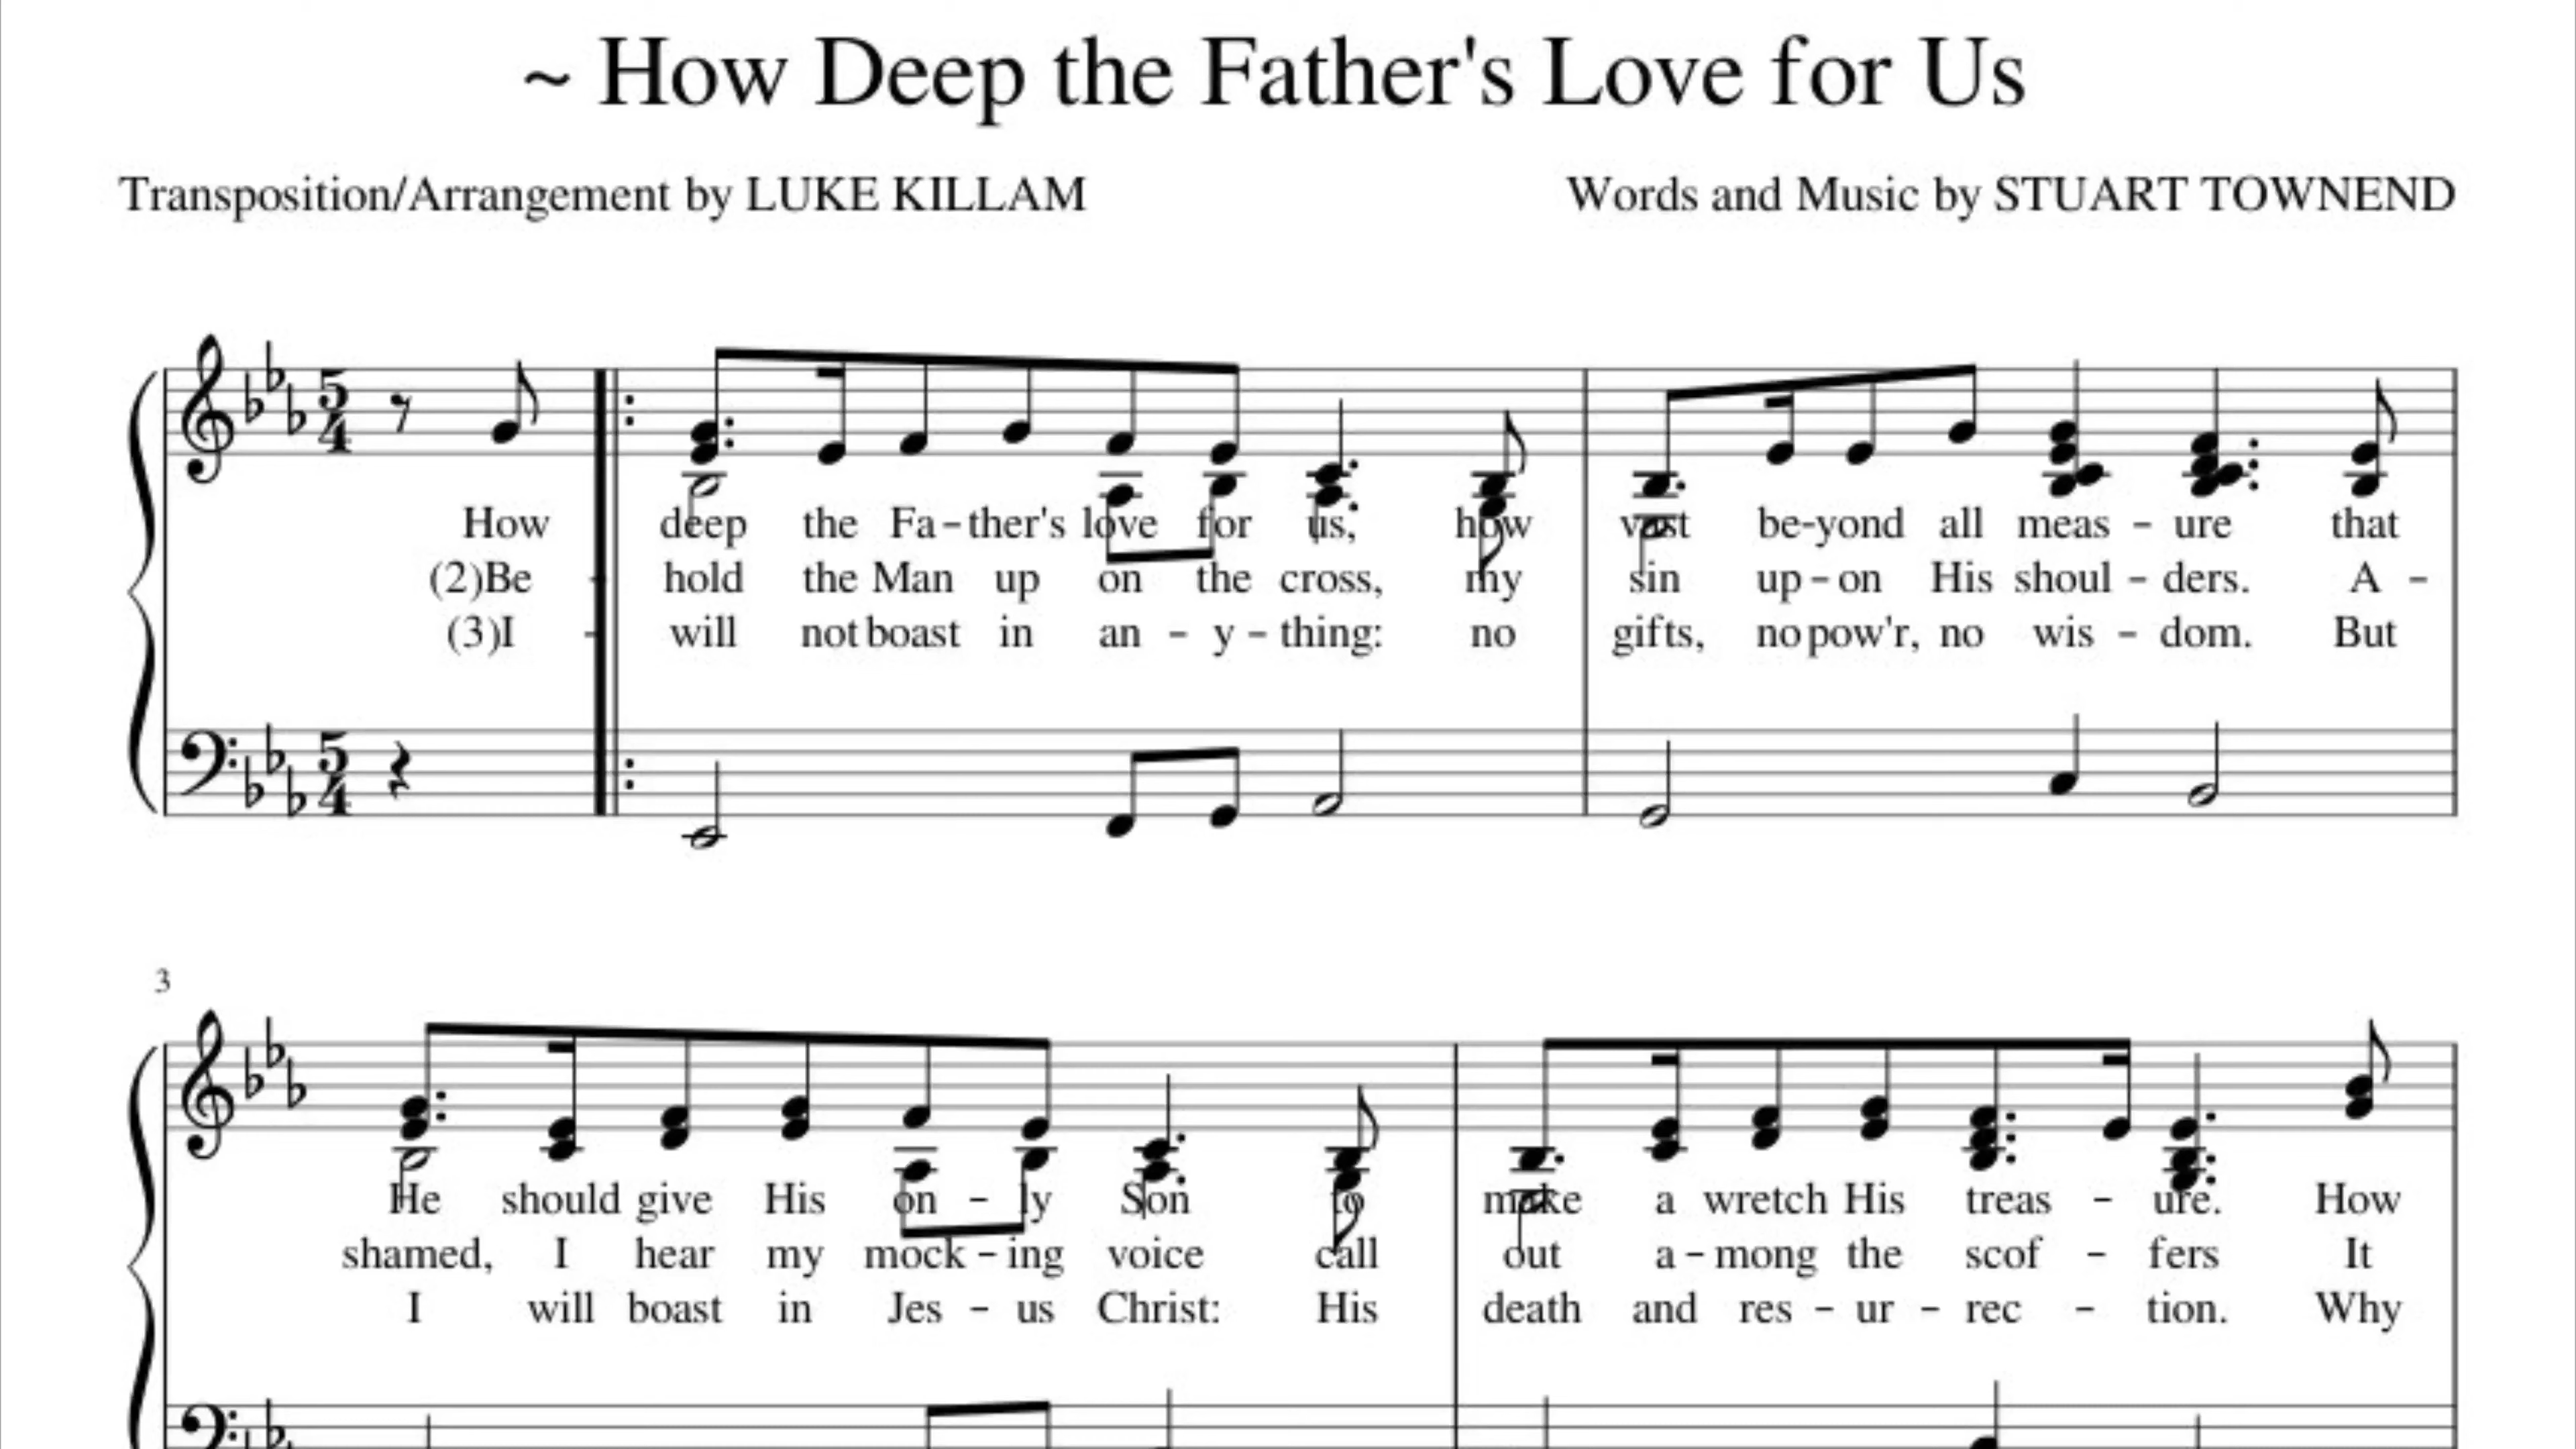 ~ How Deep the Father's Love for Us
Transposition/Arrangement by LUKE KILLAM Words and Music by STUART TOWNEND
5 4
How deep the Fa-ther's love for us, how vast be-yond all meas - ure that
(2)Be - hold the Man up on the cross, my sin up-on His shoul - ders. A -
(3)I - will not boast in an - y - thing: no gifts, no pow'r, no wis - dom. But
5 4
3
He should give His on - ly Son to make a wretch His treas - ure. How
shamed, I hear my mock-ing voice call out a-mong the scof - fers It
I will boast in Jes - us Christ: His death and res - ur - rec - tion. Why